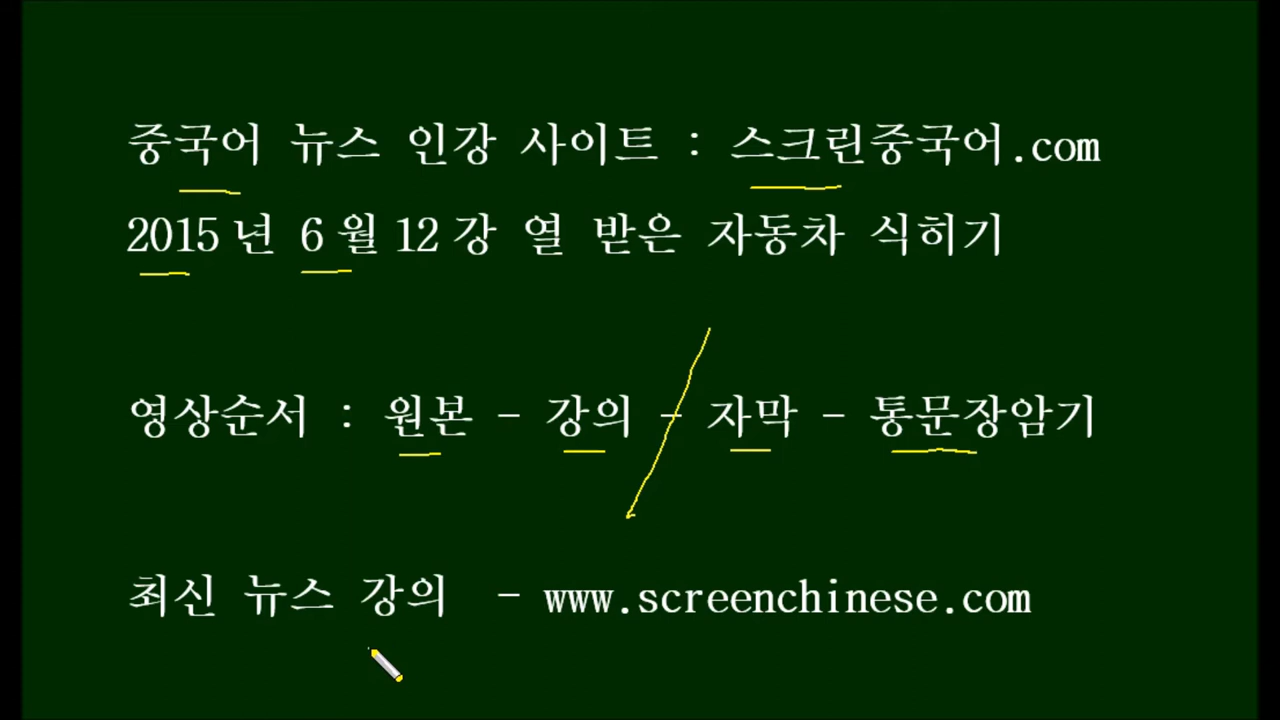 중국어 뉴스 인강 사이트 : 스크린중국어.com
2015년 6월12강 열 받은 자동차 식히기
영상순서 : 원본 - 강의 - 자막 - 통문장암기
최신 뉴스 강의 - www.screenchinese.com